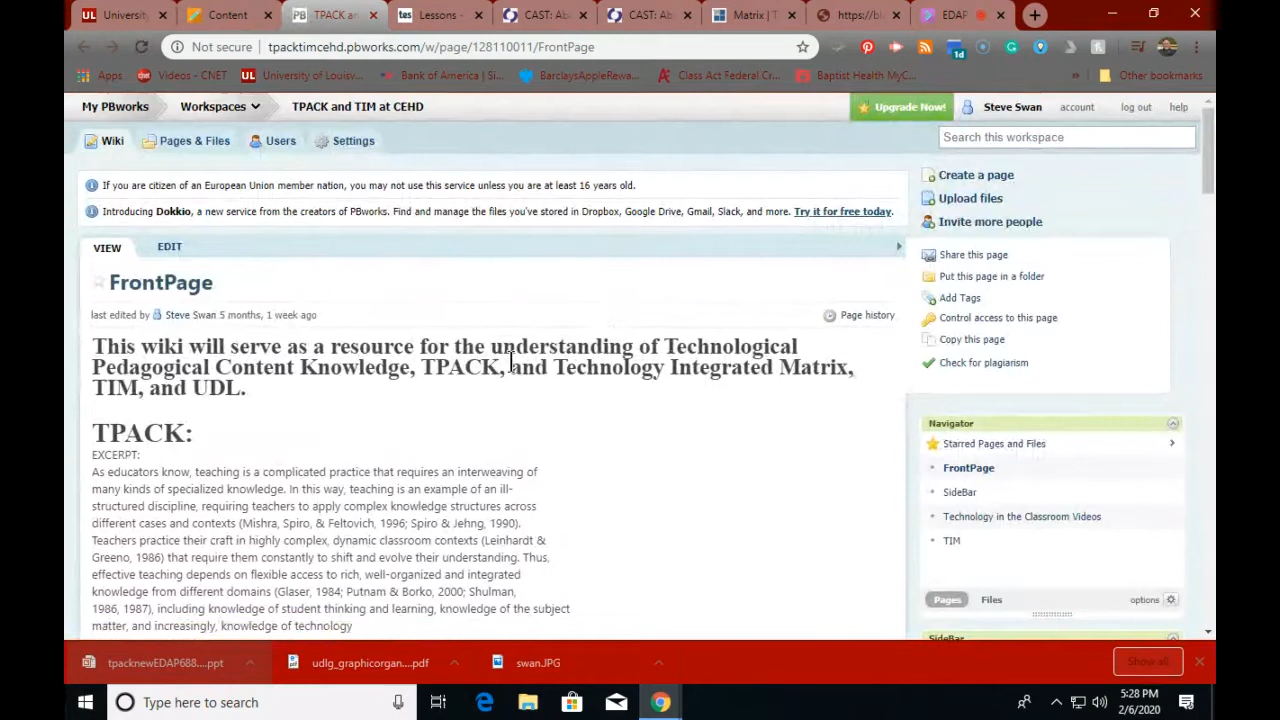 University
Content
TPACK an
Lessons -
CAST: Ab
CAST: Ab
Matrix | T
https://bl
EDAP
Not secure
tpacktimcehd.pbworks.com/w/page/128110011/FrontPage
1d
Apps
Videos - CNET
University of Louisv...
Bank of America | Si...
BarclaysAppleRewa...
Class Act Federal Cr...
Baptist Health MyC...
»
Other bookmarks
My PBworks
Workspaces
TPACK and TIM at CEHD
Upgrade Now!
Steve Swan
account
log out
help
Wiki
Pages & Files
Users
Settings
Search this workspace
If you are citizen of an European Union member nation, you may not use this service unless you are at least 16 years old.
Introducing Dokkio, a new service from the creators of PBworks. Find and manage the files you've stored in Dropbox, Google Drive, Gmail, Slack, and more. Try it for free today.
Create a page
Upload files
Invite more people
VIEW
EDIT
Share this page
Put this page in a folder
Add Tags
Control access to this page
Copy this page
Check for plagiarism
FrontPage
last edited by Steve Swan 5 months, 1 week ago
Page history
This wiki will serve as a resource for the understanding of Technological
Pedagogical Content Knowledge, TPACK, and Technology Integrated Matrix,
TIM, and UDL.
TPACK:
EXCERPT:
As educators know, teaching is a complicated practice that requires an interweaving of
many kinds of specialized knowledge. In this way, teaching is an example of an ill-
structured discipline, requiring teachers to apply complex knowledge structures across
different cases and contexts (Mishra, Spiro, & Feltovich, 1996; Spiro & Jehng, 1990).
Teachers practice their craft in highly complex, dynamic classroom contexts (Leinhardt &
Greeno, 1986) that require them constantly to shift and evolve their understanding. Thus,
effective teaching depends on flexible access to rich, well-organized and integrated
knowledge from different domains (Glaser, 1984; Putnam & Borko, 2000; Shulman,
1986, 1987), including knowledge of student thinking and learning, knowledge of the subject
matter, and increasingly, knowledge of technology
Navigator
Starred Pages and Files
FrontPage
SideBar
Technology in the Classroom Videos
TIM
Pages
Files
options
SideBar
tpacknewEDAP688....ppt
udlg_graphicorgan....pdf
swan.JPG
Show all
Type here to search
5:28 PM
2/6/2020